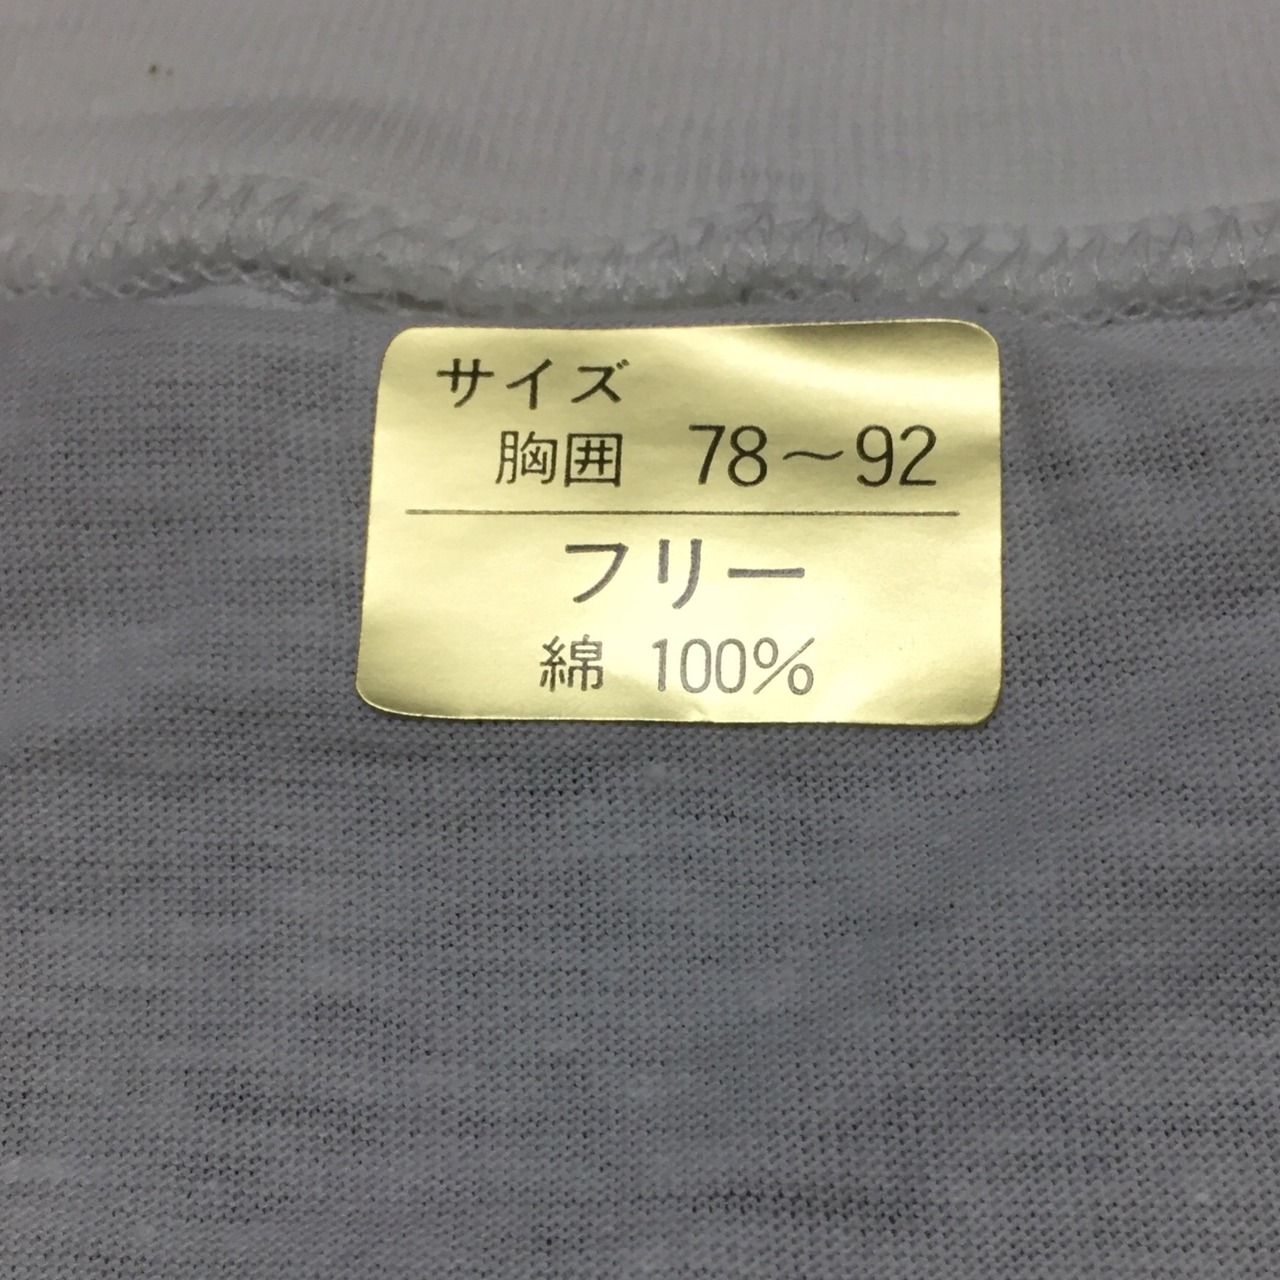 サイズ
胸囲 78～92
フリー
綿 100%